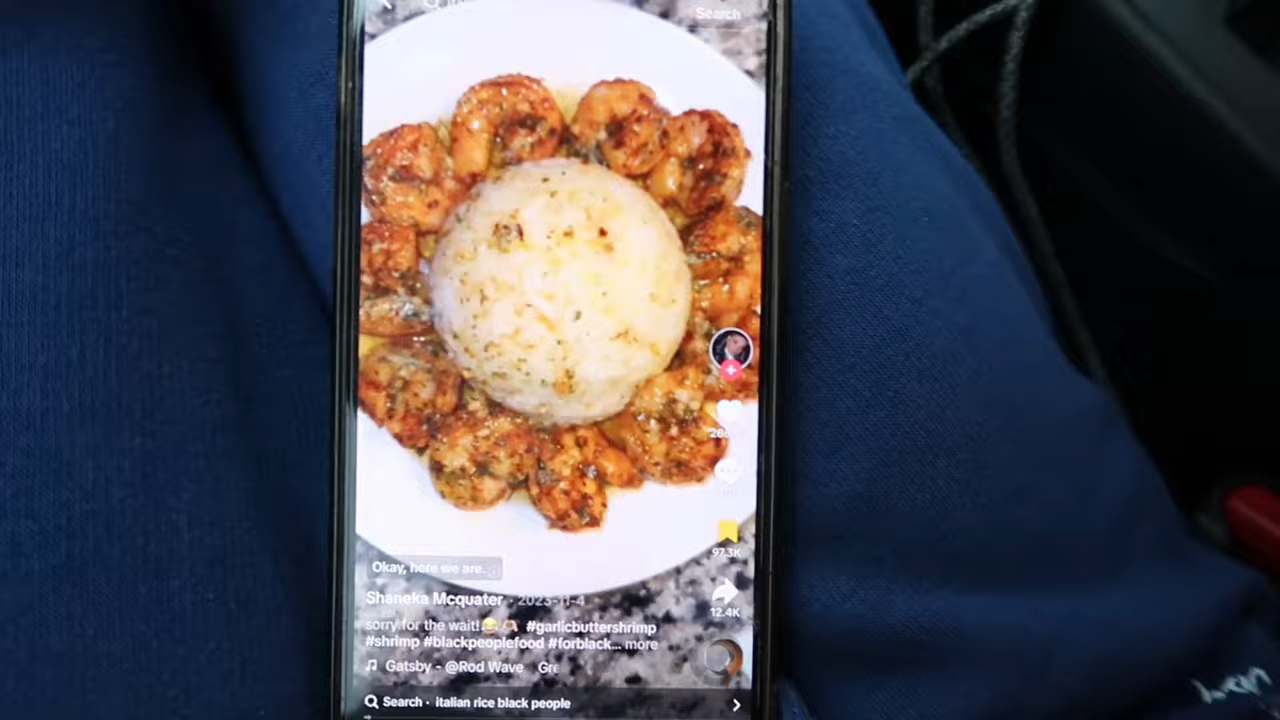 Search
28
97.3K
12.4K
Okay, here we are.
Shaneka Mcquater · 2023-11-4
sorry for the wait!😂🫶🏽 #garlicbuttershrimp
#shrimp #blackpeoplefood #forblack... more
Gatsby - @Rod Wave
Search · italian rice black people